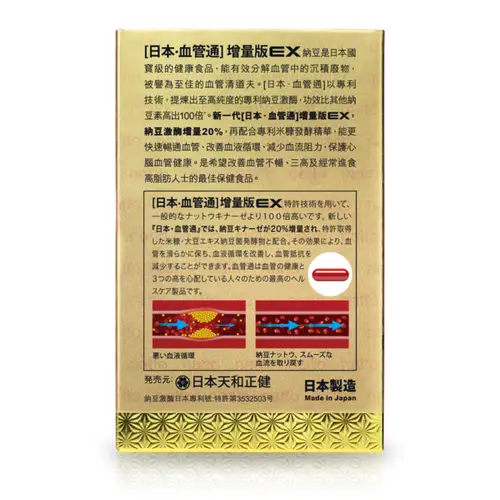 [日本·血管通] 增量版EX 納豆是日本國
寶級的健康食品，能有效分解血管中的沉積廢物，
被譽為至佳的血管清道夫。[日本．血管通]以專利
技術，提煉出至高純度的專利納豆激酶，功效比其他納
豆素高出100倍*。新一代[日本·血管通]增量版EX，
納豆激酶增量20%，再配合專利米糠發酵精華，能更
快速暢通血管、改善血液循環、減少血流阻力，保護心
腦血管健康。是希望改善血管不暢、三高及經常進食
高脂肪人士的最佳保健食品。
[日本·血管通] 增量版EX 特許技術を用いて、
一般的なナットウキナーゼより100倍高いです。新しい
『日本·血管通』では、納豆キナーゼが20%增量され、特許取得
した米糠・大豆エキス納豆菌発酵物と配合。その効果により、血
管を滑らかに保ち、血液循環を改善し、血管抵抗を
減少することができます。血管通は血管の健康と
3つの高を心配している人々のための最高のヘル
スケア製品です。
悪い血液循環
納豆ナットウ、スムーズな
血流を取り戻す
発売元： 日本天和正健
納豆激酶日本專利號：特許第3532503号
日本製造
Made in Japan